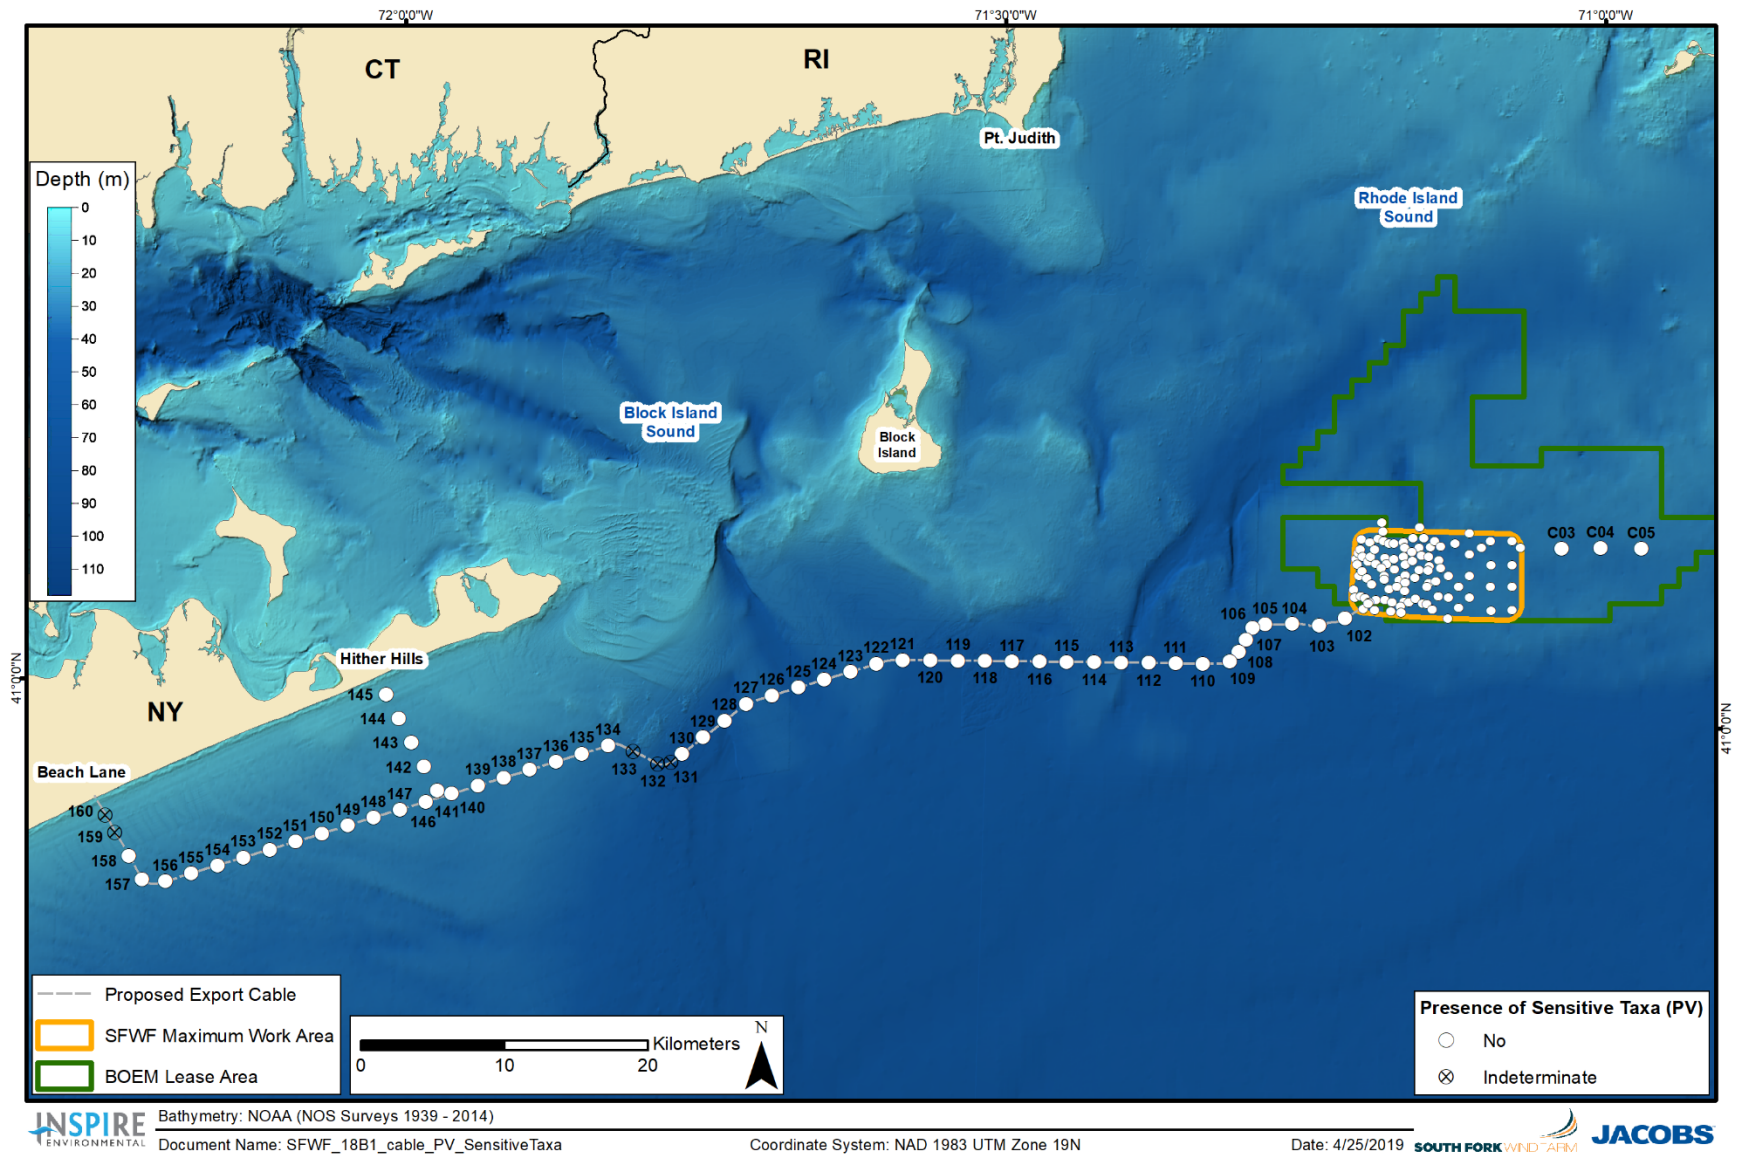 72°0'0"W
71°30'0"W
71°0'0"W
CT
RI
Pt. Judith
Depth (m)
0
10
20
30
40
50
60
70
80
90
100
110
Rhode Island
Sound
Block Island
Sound
Block
Island
C03 C04 C05
106 105 104
102
103
107
108
109
122 121 119 117 115 113 111
120 118 116 114 112 110
123
124
125
126
127
128
129
130
131
132
133
134
135
136
137
138
139
140
141
146
147
148
149
150
151
152
153
154
155
156
157
158
159
160
Hither Hills
145
144
143
142
NY
Beach Lane
41°0'0"N
41°0'0"N
Proposed Export Cable
SFWF Maximum Work Area
BOEM Lease Area
Kilometers
0 10 20
N
Presence of Sensitive Taxa (PV)
No
Indeterminate
INSPIRE
ENVIRONMENTAL
Bathymetry: NOAA (NOS Surveys 1939 - 2014)
Document Name: SFWF_18B1_cable_PV_SensitiveTaxa
Coordinate System: NAD 1983 UTM Zone 19N
Date: 4/25/2019
SOUTH FORK WIND FARM
JACOBS